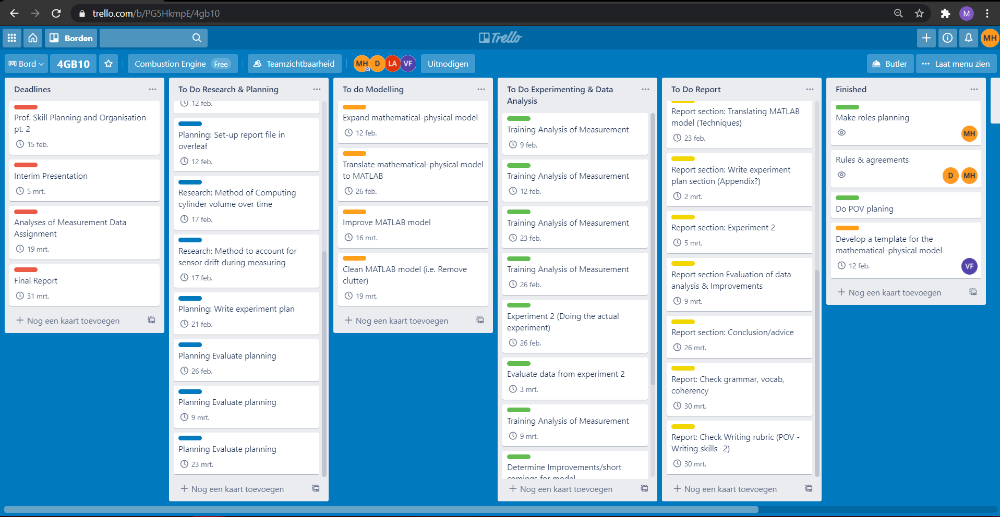 trello.com/b/PG5HkmpE/4gb10
M
Borden
Trello
MH
Bord
4GB10
Combustion Engine Free
Teamzichtbaarheid
MH D LA VF
Uitnodigen
Butler
Laat menu zien
Deadlines
Prof. Skill Planning and Organisation
pt. 2
15 feb.
Interim Presentation
5 mrt.
Analyses of Measurement Data
Assignment
19 mrt.
Final Report
31 mrt.
Nog een kaart toevoegen
To Do Research & Planning
12 feb.
Planning: Set-up report file in
overleaf
12 feb.
Research: Method of Computing
cylinder volume over time
17 feb.
Research: Method to account for
sensor drift during measuring
17 feb.
Planning: Write experiment plan
21 feb.
Planning Evaluate planning
26 feb.
Planning Evaluate planning
9 mrt.
Planning Evaluate planning
23 mrt.
Nog een kaart toevoegen
To do Modelling
Expand mathematical-physical model
12 feb.
Translate mathematical-physical model
to MATLAB
26 feb.
Improve MATLAB model
16 mrt.
Clean MATLAB model (i.e. Remove
clutter)
19 mrt.
Nog een kaart toevoegen
To Do Experimenting & Data
Analysis
Training Analysis of Measurement
9 feb.
Training Analysis of Measurement
12 feb.
Training Analysis of Measurement
23 feb.
Training Analysis of Measurement
26 feb.
Experiment 2 (Doing the actual
experiment)
26 feb.
Evaluate data from experiment 2
3 mrt.
Training Analysis of Measurement
9 mrt.
Determine Improvements/short
comings for model
Nog een kaart toevoegen
To Do Report
Report section: Translating MATLAB
model (Techniques)
23 feb.
Report section: Write experiment
plan section (Appendix?)
2 mrt.
Report section: Experiment 2
5 mrt.
Report section Evaluation of data
analysis & Improvements
9 mrt.
Report section: Conclusion/advice
26 mrt.
Report: Check grammar, vocab,
coherency
30 mrt.
Report: Check Writing rubric (POV -
Writing skills -2)
30 mrt.
Nog een kaart toevoegen
Finished
Make roles planning
MH
Rules & agreements
D MH
Do POV planing
Develop a template for the
mathematical-physical model
12 feb.
VF
Nog een kaart toevoegen